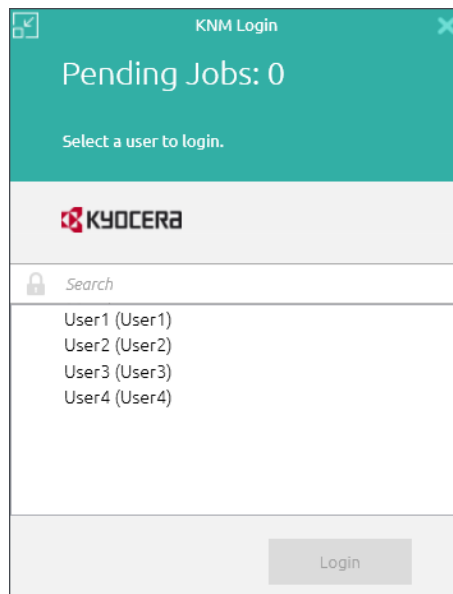 KNM Login
Pending Jobs: 0
Select a user to login.
KYOCERA
Search
User1 (User1)
User2 (User2)
User3 (User3)
User4 (User4)
Login